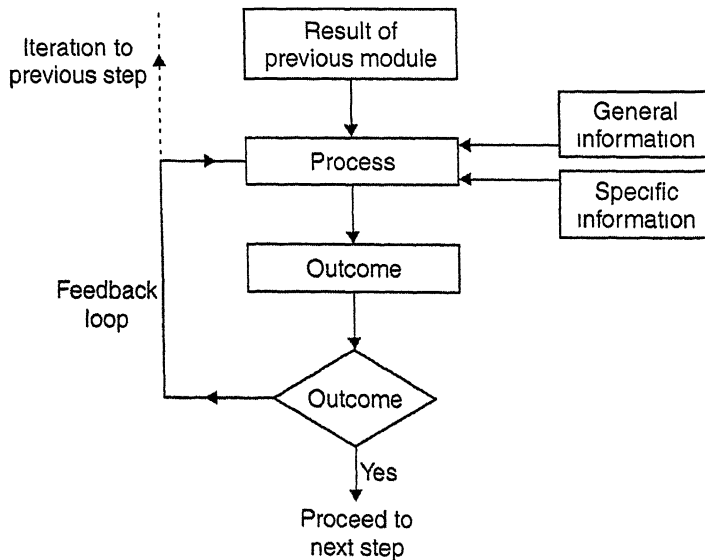 Iteration to
previous step
Result of
previous module
General
information
Process
Specific
information
Outcome
Feedback
loop
Outcome
Yes
Proceed to
next step